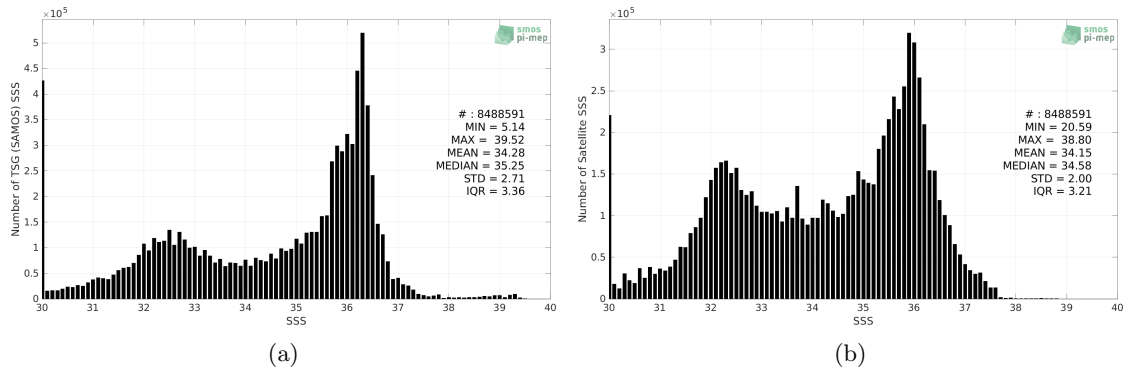 ×10⁵
5
4.5
4
3.5
3
2.5
2
1.5
1
0.5
0
30 31 32 33 34 35 36 37 38 39 40
SSS
Number of TSG (SAMOS) SSS
smos
pi-mep
# : 8488591
MIN = 5.14
MAX = 39.52
MEAN = 34.28
MEDIAN = 35.25
STD = 2.71
IQR = 3.36
(a)
×10⁵
3
2.5
2
1.5
1
0.5
0
30 31 32 33 34 35 36 37 38 39 40
SSS
Number of Satellite SSS
smos
pi-mep
# : 8488591
MIN = 20.59
MAX = 38.80
MEAN = 34.15
MEDIAN = 34.58
STD = 2.00
IQR = 3.21
(b)